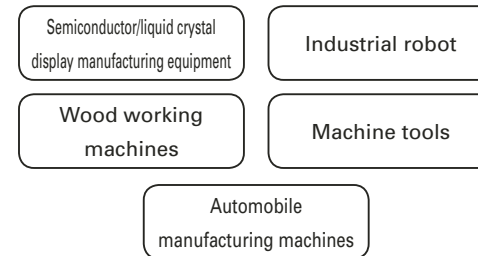 Semiconductor/liquid crystal
display manufacturing equipment
Industrial robot
Wood working
machines
Machine tools
Automobile
manufacturing machines